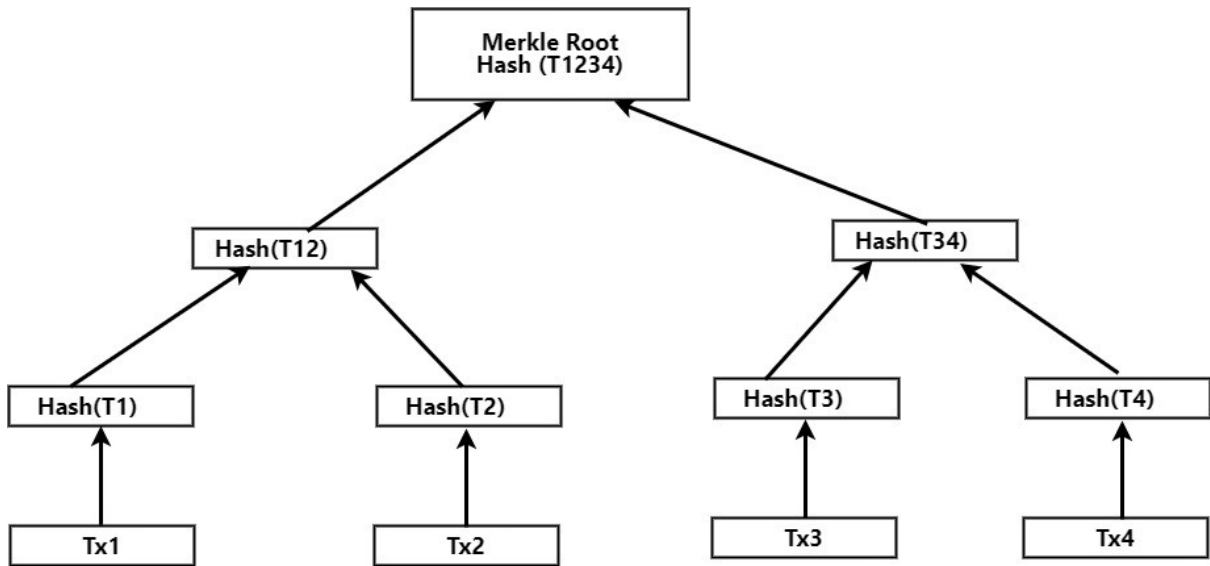 Merkle Root
Hash (T1234)
Hash(T12)
Hash(T34)
Hash(T1)
Hash(T2)
Hash(T3)
Hash(T4)
Tx1
Tx2
Tx3
Tx4